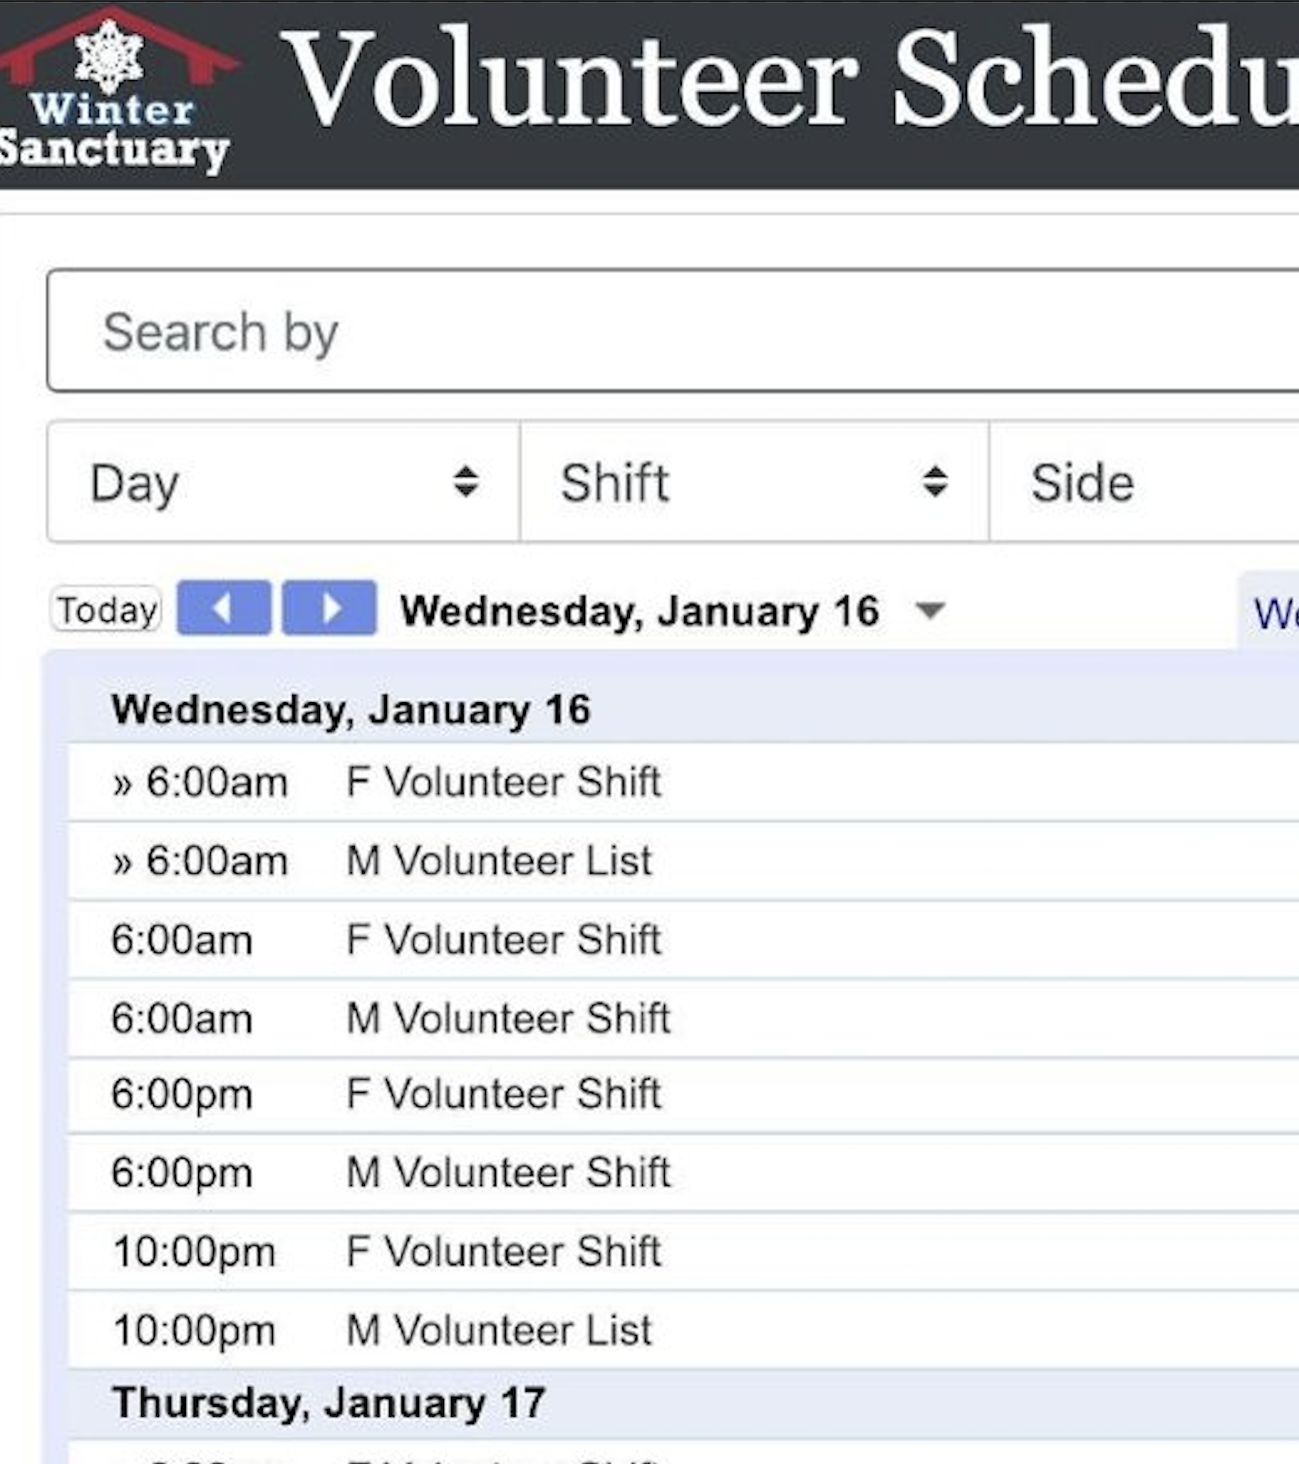 Winter
Sanctuary
Volunteer Schedu
Search by
Day Shift Side
Today Wednesday, January 16 We
Wednesday, January 16
» 6:00am F Volunteer Shift
» 6:00am M Volunteer List
6:00am F Volunteer Shift
6:00am M Volunteer Shift
6:00pm F Volunteer Shift
6:00pm M Volunteer Shift
10:00pm F Volunteer Shift
10:00pm M Volunteer List
Thursday, January 17